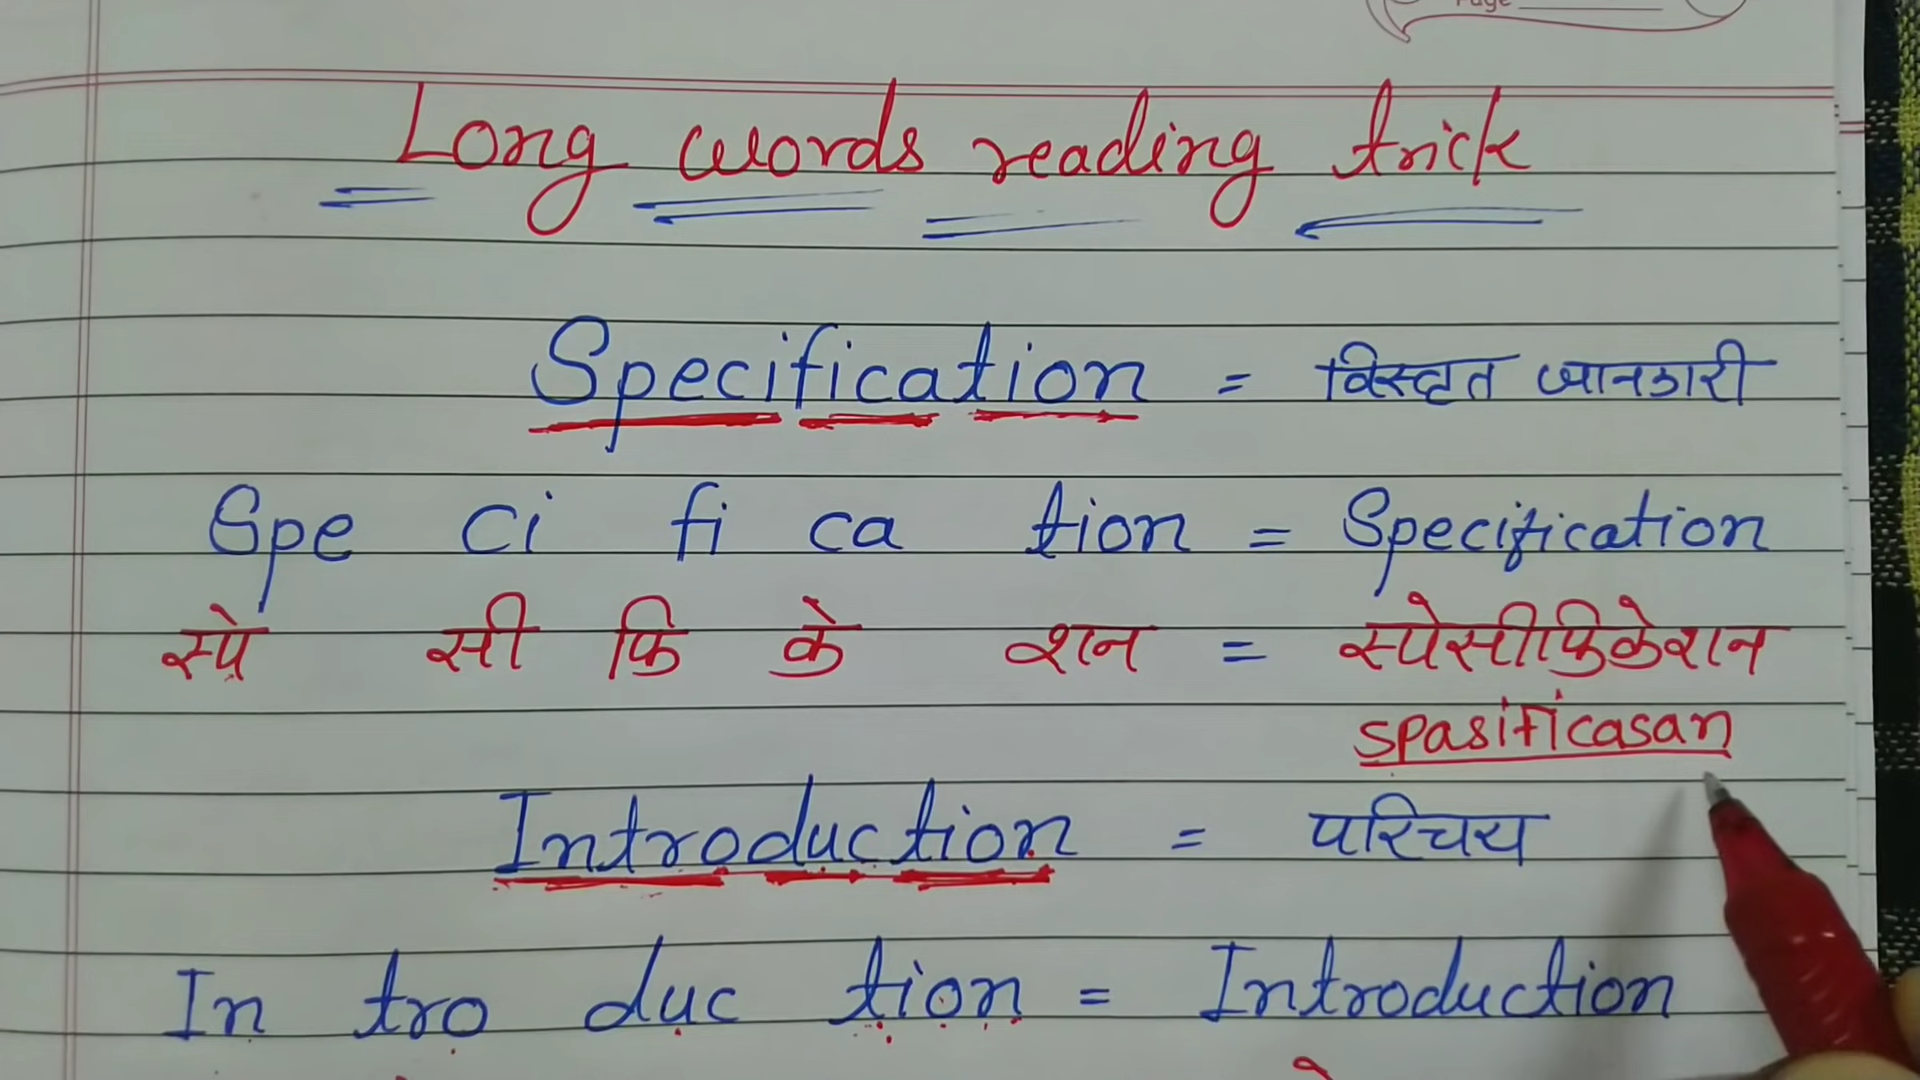 Page
Long words reading trick
Specification = विस्तृत जानकारी
Spe ci fi ca tion = Specification
स्पे सी फि के शन = स्पेसीफिकेशन
spasificasan
Introduction = परिचय
In tro duc tion = Introduction